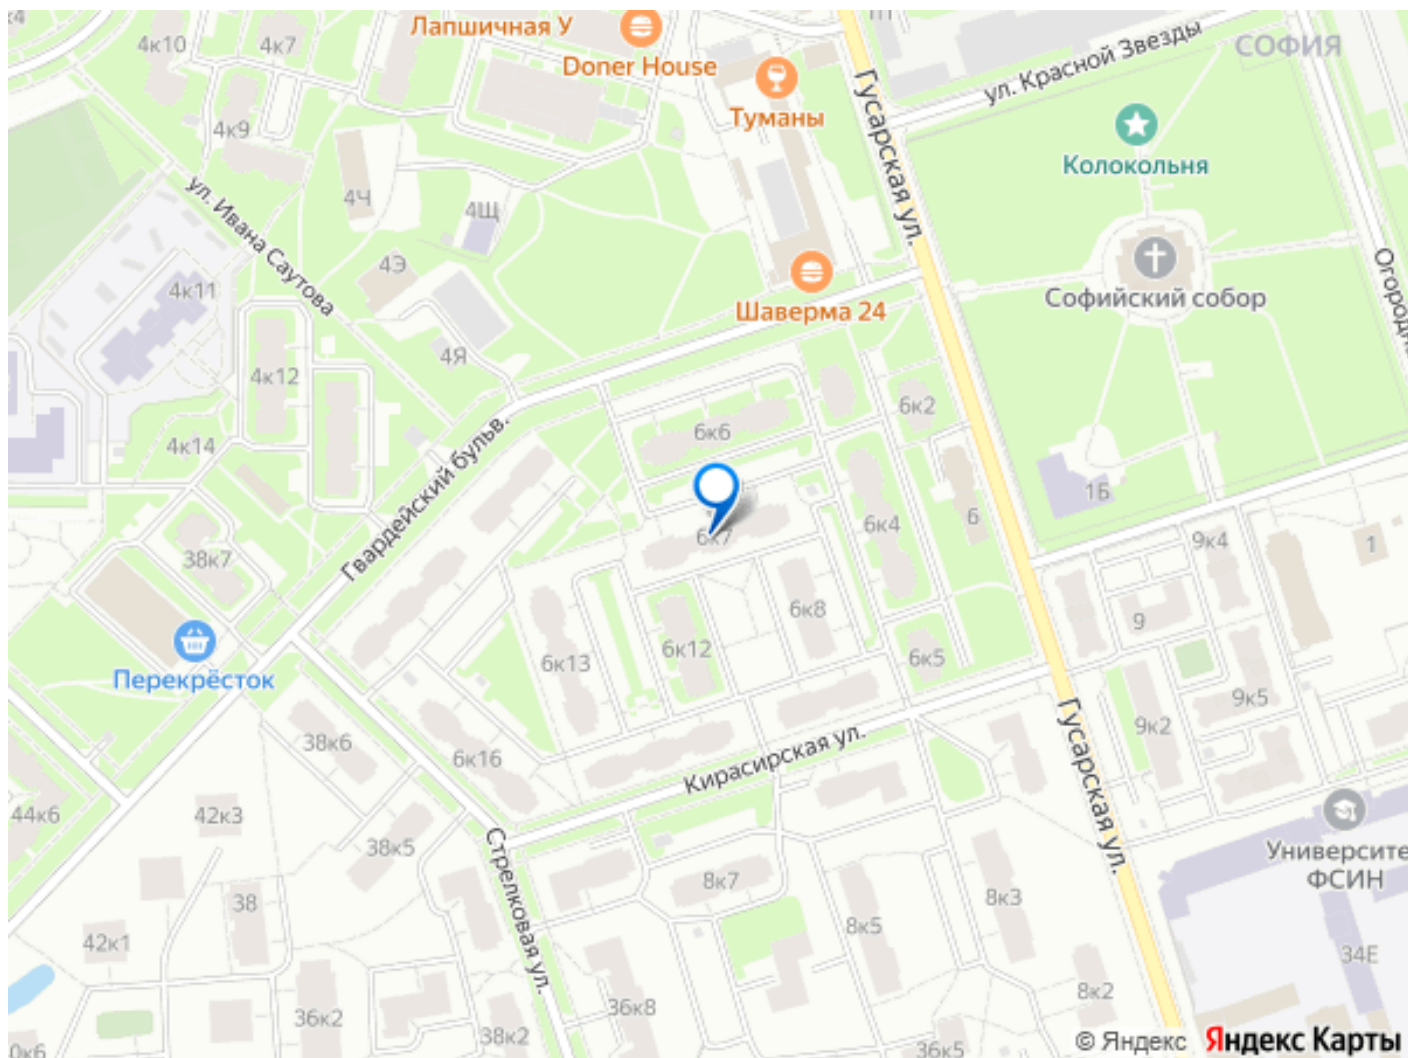 Лапшичная У
4к10
4к7
Doner House
СОФИЯ
ул. Красной Звезды
Туманы
4к9
Гусарская ул.
Колокольня
ул. Ивана Саутова
4Ч
4Щ
4Э
4к11
Софийский собор
Шаверма 24
4Я
4к12
6к2
6к6
4к14
Гвардейский бульв.
1Б
6
6к4
6к7
9к4
1
38к7
6к8
9
Перекрёсток
6к13
6к12
6к5
9к5
9к2
38к6
6к16
Кирасирская ул.
Гусарская ул.
44к6
42к3
38к5
Стрелковая ул.
Университе
ФСИН
8к7
38
8к3
8к5
42к1
34Е
36к2
36к8
8к2
38к2
36к5
0к6
© Яндекс
Яндекс Карты